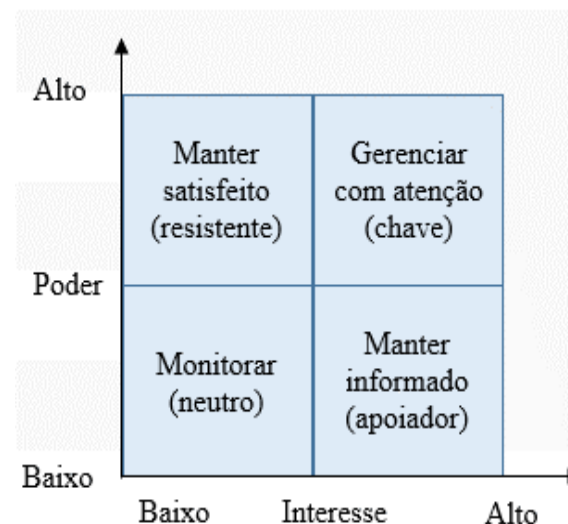 Alto
Manter
satisfeito
(resistente)
Gerenciar
com atenção
(chave)
Poder
Monitorar
(neutro)
Manter
informado
(apoiador)
Baixo
Baixo
Interesse
Alto